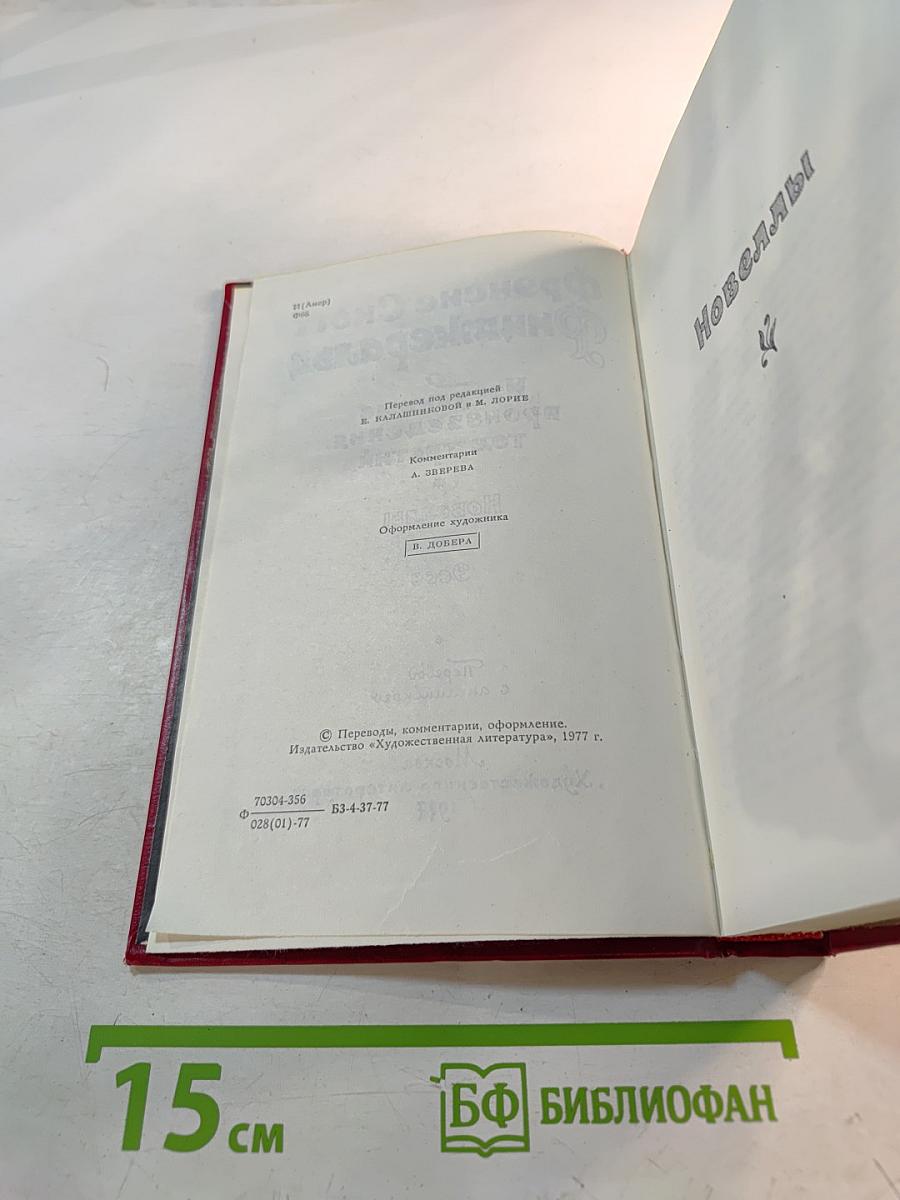 И(Амер)
Ф66
Перевод под редакцией
Е. КАЛАШНИКОВОЙ и М. ЛОРИЕ
Комментарии
А. ЗВЕРЕВА
Оформление художника
В. ДОБЕРА
© Переводы, комментарии, оформление.
Издательство «Художественная литература», 1977 г.
Ф 70304-356 / 028(01)-77 БЗ-4-37-77
Новеллы
15 см
БФ БИБЛИОФАН